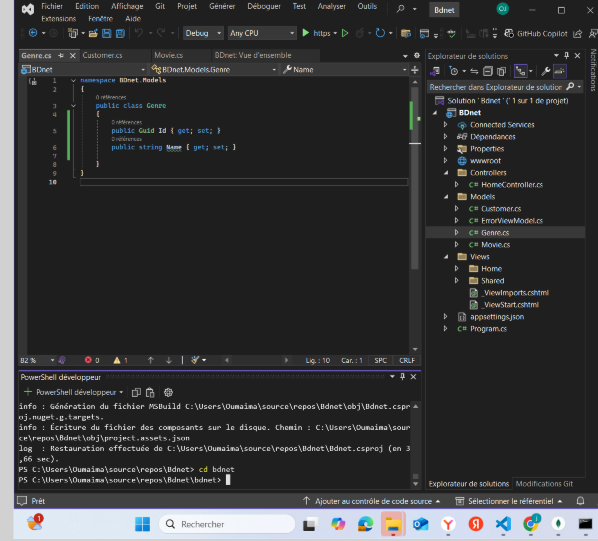 Fichier Edition Affichage Git Projet Générer Déboguer Test Analyser Outils
Extensions Fenêtre Aide
Bdnet
OJ
Debug Any CPU https GitHub Copilot
Genre.cs Customer.cs Movie.cs BDnet: Vue d'ensemble
BDnet BDnet.Models.Genre Name
1 namespace BDnet.Models
2 {
0 références
3 public class Genre
4 {
0 références
5 public Guid Id { get; set; }
0 références
6 public string Name { get; set; }
7
8 }
9 }
10
82 % 0 1 Lig. : 10 Car. : 1 SPC CRLF
PowerShell développeur
PowerShell développeur
info : Génération du fichier MSBuild C:\Users\Oumaima\source\repos\Bdnet\obj\Bdnet.cspr
oj.nuget.g.targets.
info : Écriture du fichier des composants sur le disque. Chemin : C:\Users\Oumaima\sour
ce\repos\Bdnet\obj\project.assets.json
log : Restauration effectuée de C:\Users\Oumaima\source\repos\Bdnet\Bdnet.csproj (en 3
,66 sec).
PS C:\Users\Oumaima\source\repos\Bdnet> cd bdnet
PS C:\Users\Oumaima\source\repos\Bdnet\bdnet>
Explorateur de solutions
Rechercher dans Explorateur de solution
Solution 'Bdnet ' (' 1 sur 1 de projet)
BDnet
Connected Services
Dépendances
Properties
wwwroot
Controllers
C# HomeController.cs
Models
C# Customer.cs
C# ErrorViewModel.cs
C# Genre.cs
C# Movie.cs
Views
Home
Shared
_ViewImports.cshtml
_ViewStart.cshtml
appsettings.json
C# Program.cs
Explorateur de solutions Modifications Git
Notifications
Prêt Ajouter au contrôle de code source Sélectionner le référentiel
1 Rechercher